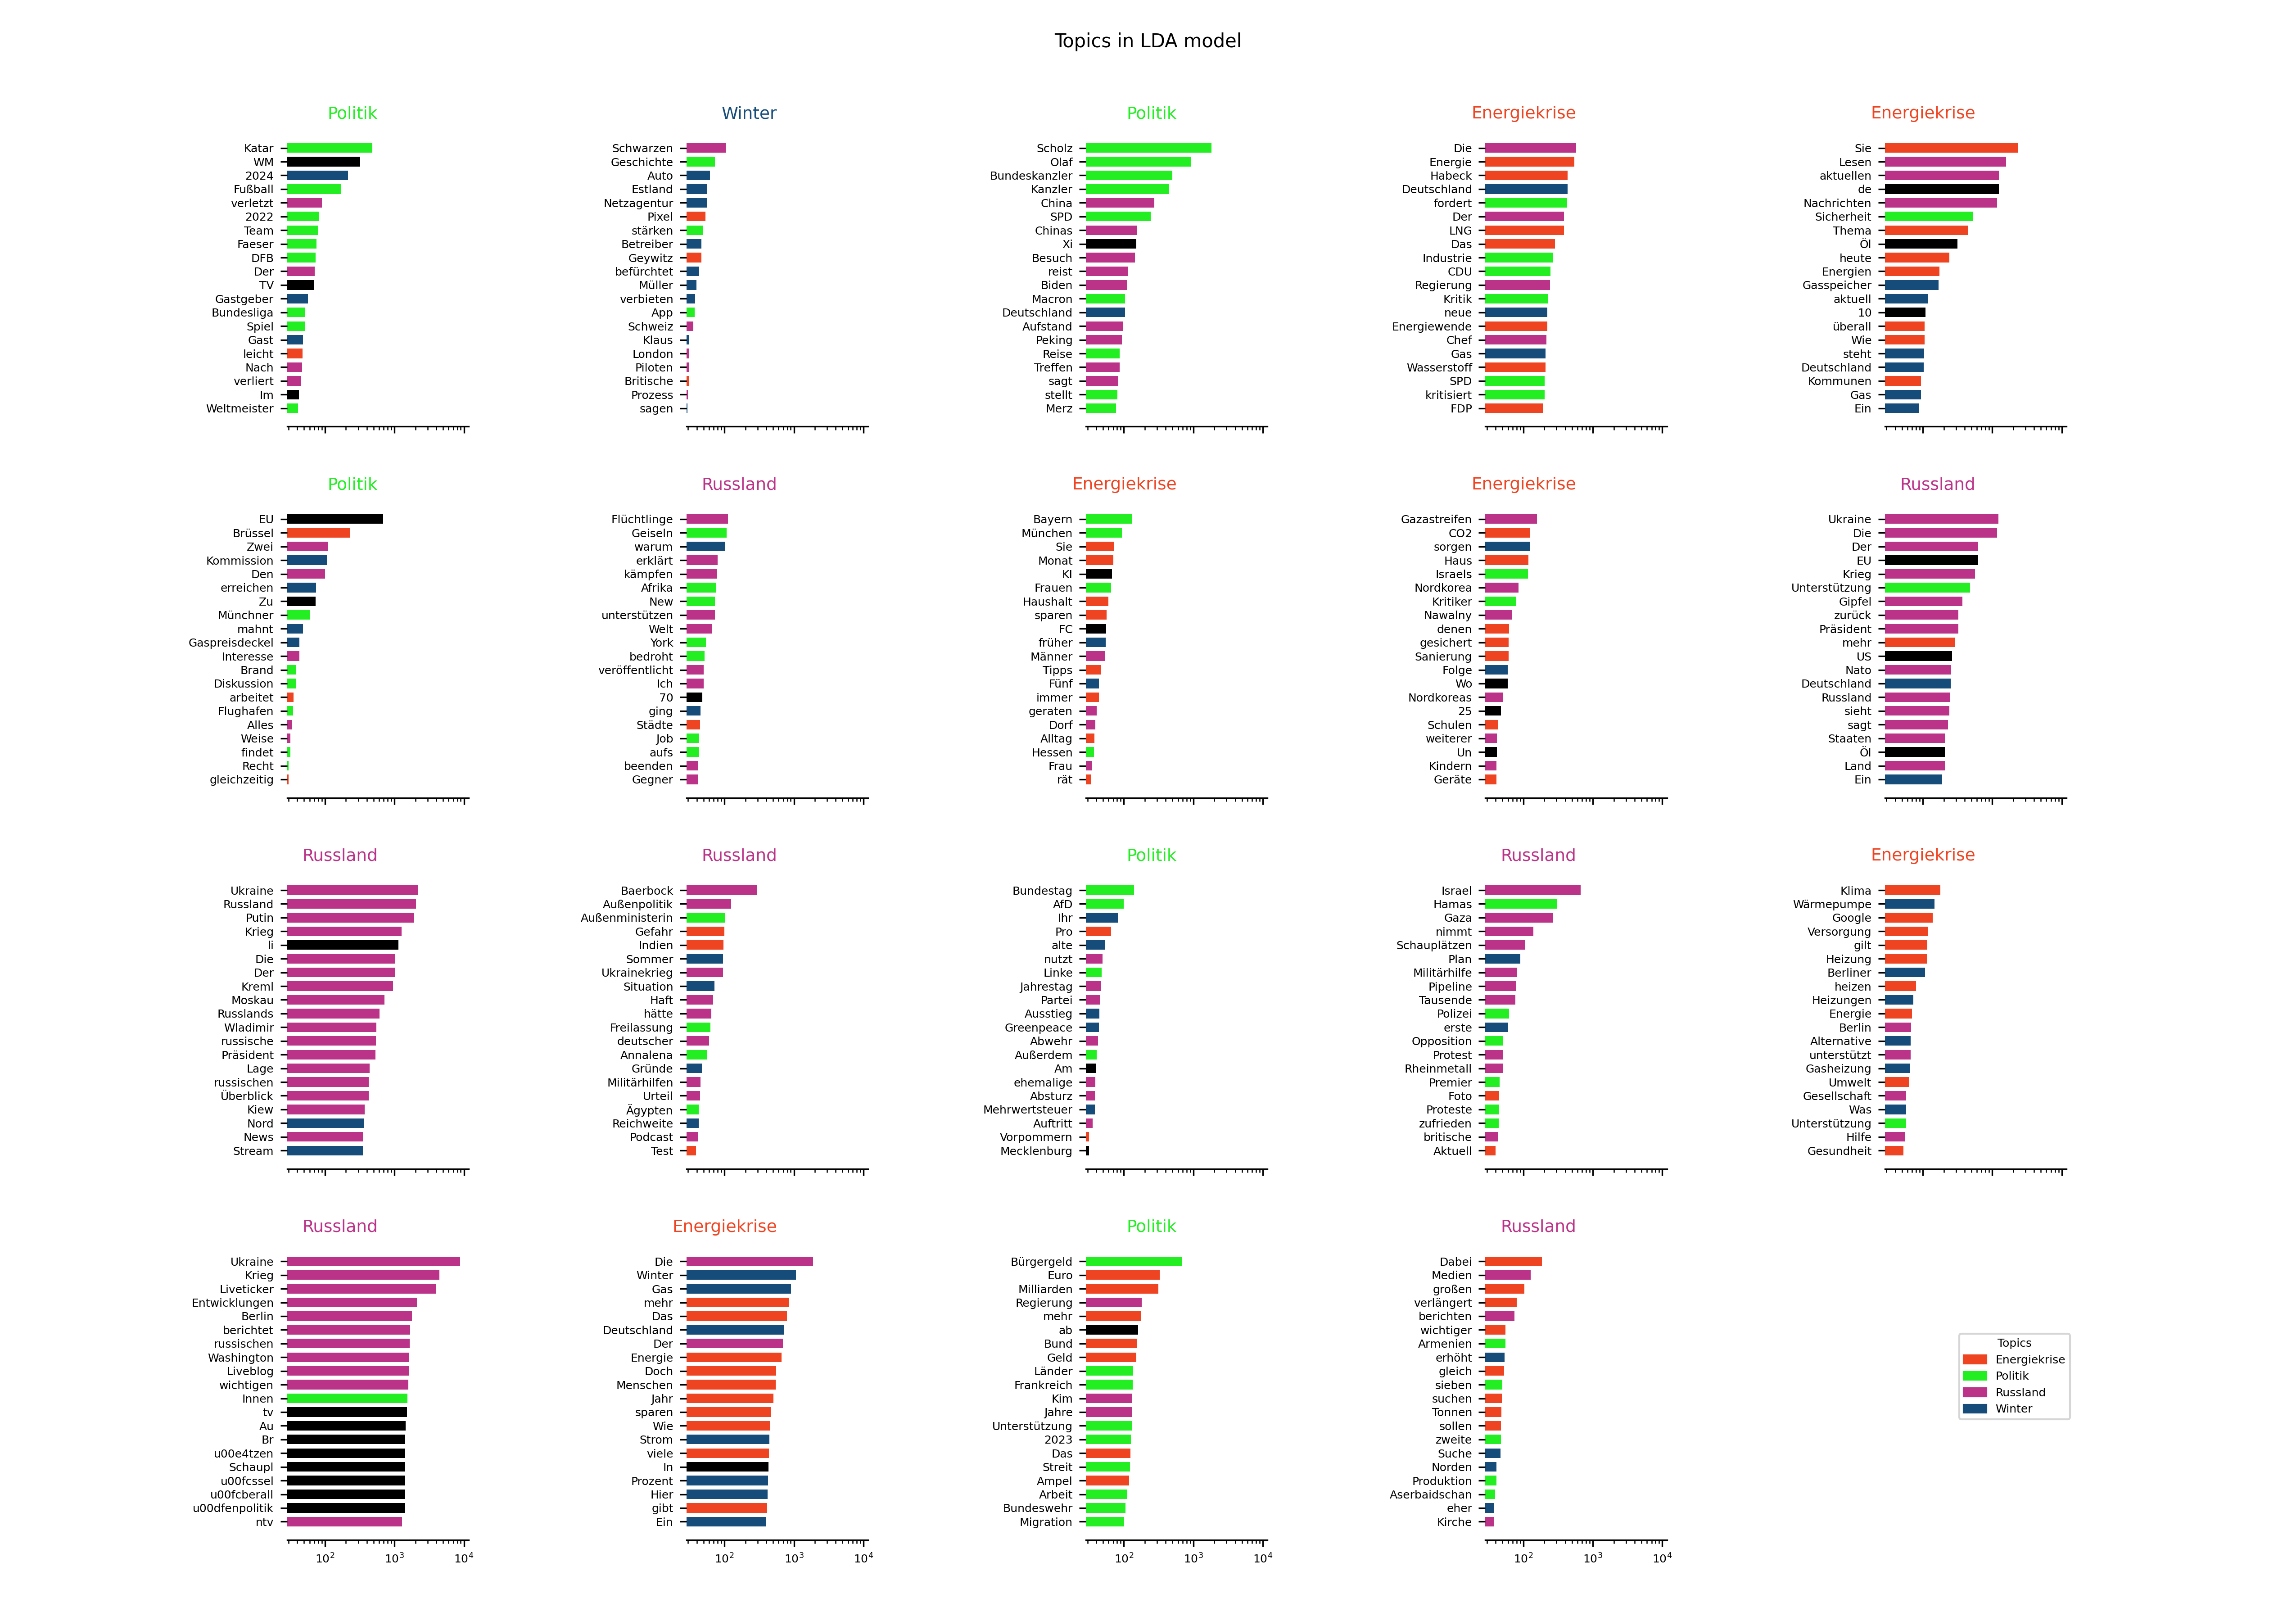 Topics in LDA model
Politik
Katar
WM
2024
Fußball
verletzt
2022
Team
Faeser
DFB
Der
TV
Gastgeber
Bundesliga
Spiel
Gast
leicht
Nach
verliert
Im
Weltmeister
Winter
Schwarzen
Geschichte
Auto
Estland
Netzagentur
Pixel
stärken
Betreiber
Geywitz
befürchtet
Müller
verbieten
App
Schweiz
Klaus
London
Piloten
Britische
Prozess
sagen
Politik
Scholz
Olaf
Bundeskanzler
Kanzler
China
SPD
Chinas
Xi
Besuch
reist
Biden
Macron
Deutschland
Aufstand
Peking
Reise
Treffen
sagt
stellt
Merz
Energiekrise
Die
Energie
Habeck
Deutschland
fordert
Der
LNG
Das
Industrie
CDU
Regierung
Kritik
neue
Energiewende
Chef
Gas
Wasserstoff
SPD
kritisiert
FDP
Energiekrise
Sie
Lesen
aktuellen
de
Nachrichten
Sicherheit
Thema
Öl
heute
Energien
Gasspeicher
aktuell
10
überall
Wie
steht
Deutschland
Kommunen
Gas
Ein
Politik
EU
Brüssel
Zwei
Kommission
Den
erreichen
Zu
Münchner
mahnt
Gaspreisdeckel
Interesse
Brand
Diskussion
arbeitet
Flughafen
Alles
Weise
findet
Recht
gleichzeitig
Russland
Flüchtlinge
Geiseln
warum
erklärt
kämpfen
Afrika
New
unterstützen
Welt
York
bedroht
veröffentlicht
Ich
70
ging
Städte
Job
aufs
beenden
Gegner
Energiekrise
Bayern
München
Sie
Monat
KI
Frauen
Haushalt
sparen
FC
früher
Männer
Tipps
Fünf
immer
geraten
Dorf
Alltag
Hessen
Frau
rät
Energiekrise
Gazastreifen
CO2
sorgen
Haus
Israels
Nordkorea
Kritiker
Nawalny
denen
gesichert
Sanierung
Folge
Wo
Nordkoreas
25
Schulen
weiterer
Un
Kindern
Geräte
Russland
Ukraine
Die
Der
EU
Krieg
Unterstützung
Gipfel
zurück
Präsident
mehr
US
Nato
Deutschland
Russland
sieht
sagt
Staaten
Öl
Land
Ein
Russland
Ukraine
Russland
Putin
Krieg
li
Die
Der
Kreml
Moskau
Russlands
Wladimir
russische
Präsident
Lage
russischen
Überblick
Kiew
Nord
News
Stream
Russland
Baerbock
Außenpolitik
Außenministerin
Gefahr
Indien
Sommer
Ukrainekrieg
Situation
Haft
hätte
Freilassung
deutscher
Annalena
Gründe
Militärhilfen
Urteil
Ägypten
Reichweite
Podcast
Test
Politik
Bundestag
AfD
Ihr
Pro
alte
nutzt
Linke
Jahrestag
Partei
Ausstieg
Greenpeace
Abwehr
Außerdem
Am
ehemalige
Absturz
Mehrwertsteuer
Auftritt
Vorpommern
Mecklenburg
Russland
Israel
Hamas
Gaza
nimmt
Schauplätzen
Plan
Militärhilfe
Pipeline
Tausende
Polizei
erste
Opposition
Protest
Rheinmetall
Premier
Foto
Proteste
zufrieden
britische
Aktuell
Energiekrise
Klima
Wärmepumpe
Google
Versorgung
gilt
Heizung
Berliner
heizen
Heizungen
Energie
Berlin
Alternative
unterstützt
Gasheizung
Umwelt
Gesellschaft
Was
Unterstützung
Hilfe
Gesundheit
Russland
Ukraine
Krieg
Liveticker
Entwicklungen
Berlin
berichtet
russischen
Washington
Liveblog
wichtigen
Innen
tv
Au
Br
u00e4tzen
Schaupl
u00fcssel
u00fcberall
u00dfenpolitik
ntv
10² 10³ 10⁴
Energiekrise
Die
Winter
Gas
mehr
Das
Deutschland
Der
Energie
Doch
Menschen
Jahr
sparen
Wie
Strom
viele
In
Prozent
Hier
gibt
Ein
10² 10³ 10⁴
Politik
Bürgergeld
Euro
Milliarden
Regierung
mehr
ab
Bund
Geld
Länder
Frankreich
Kim
Jahre
Unterstützung
2023
Das
Streit
Ampel
Arbeit
Bundeswehr
Migration
10² 10³ 10⁴
Russland
Dabei
Medien
großen
verlängert
berichten
wichtiger
Armenien
erhöht
gleich
sieben
suchen
Tonnen
sollen
zweite
Suche
Norden
Produktion
Aserbaidschan
eher
Kirche
10² 10³ 10⁴
Topics
Energiekrise
Politik
Russland
Winter